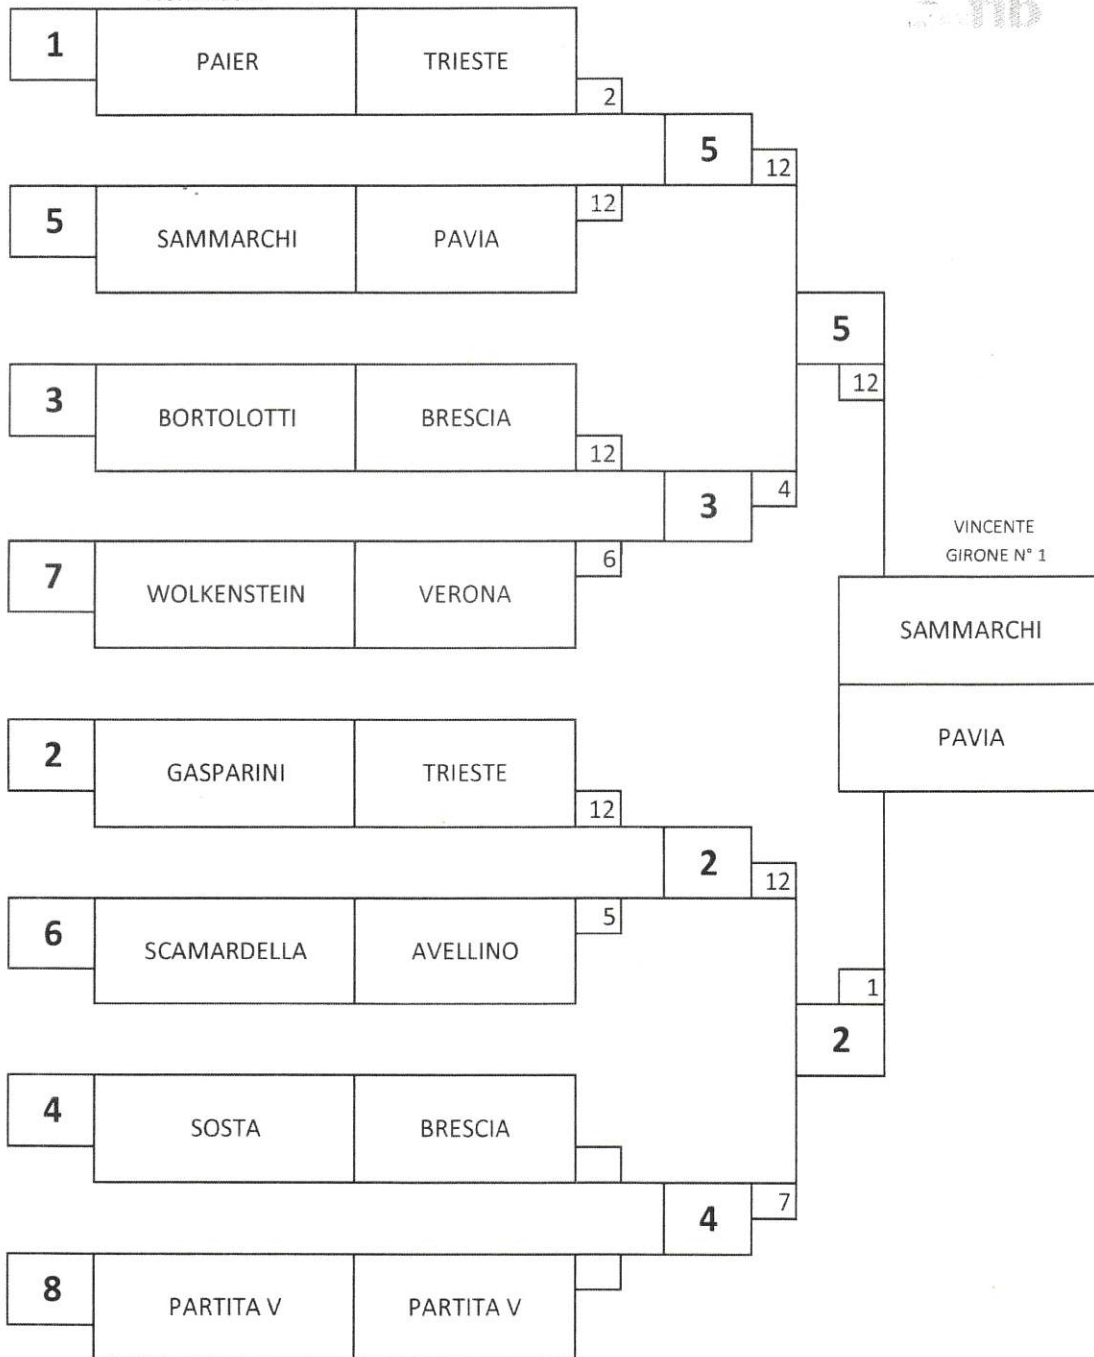 1 PAIER TRIESTE
2
5 12
5 SAMMARCHI PAVIA 12
5
12
3 BORTOLOTTI BRESCIA
12
3 4
7 WOLKENSTEIN VERONA 6
VINCENTE
GIRONE N° 1
SAMMARCHI
PAVIA
2 GASPARINI TRIESTE
12
2 12
6 SCAMARDELLA AVELLINO 5
1
2
4 SOSTA BRESCIA
4 7
8 PARTITA V PARTITA V